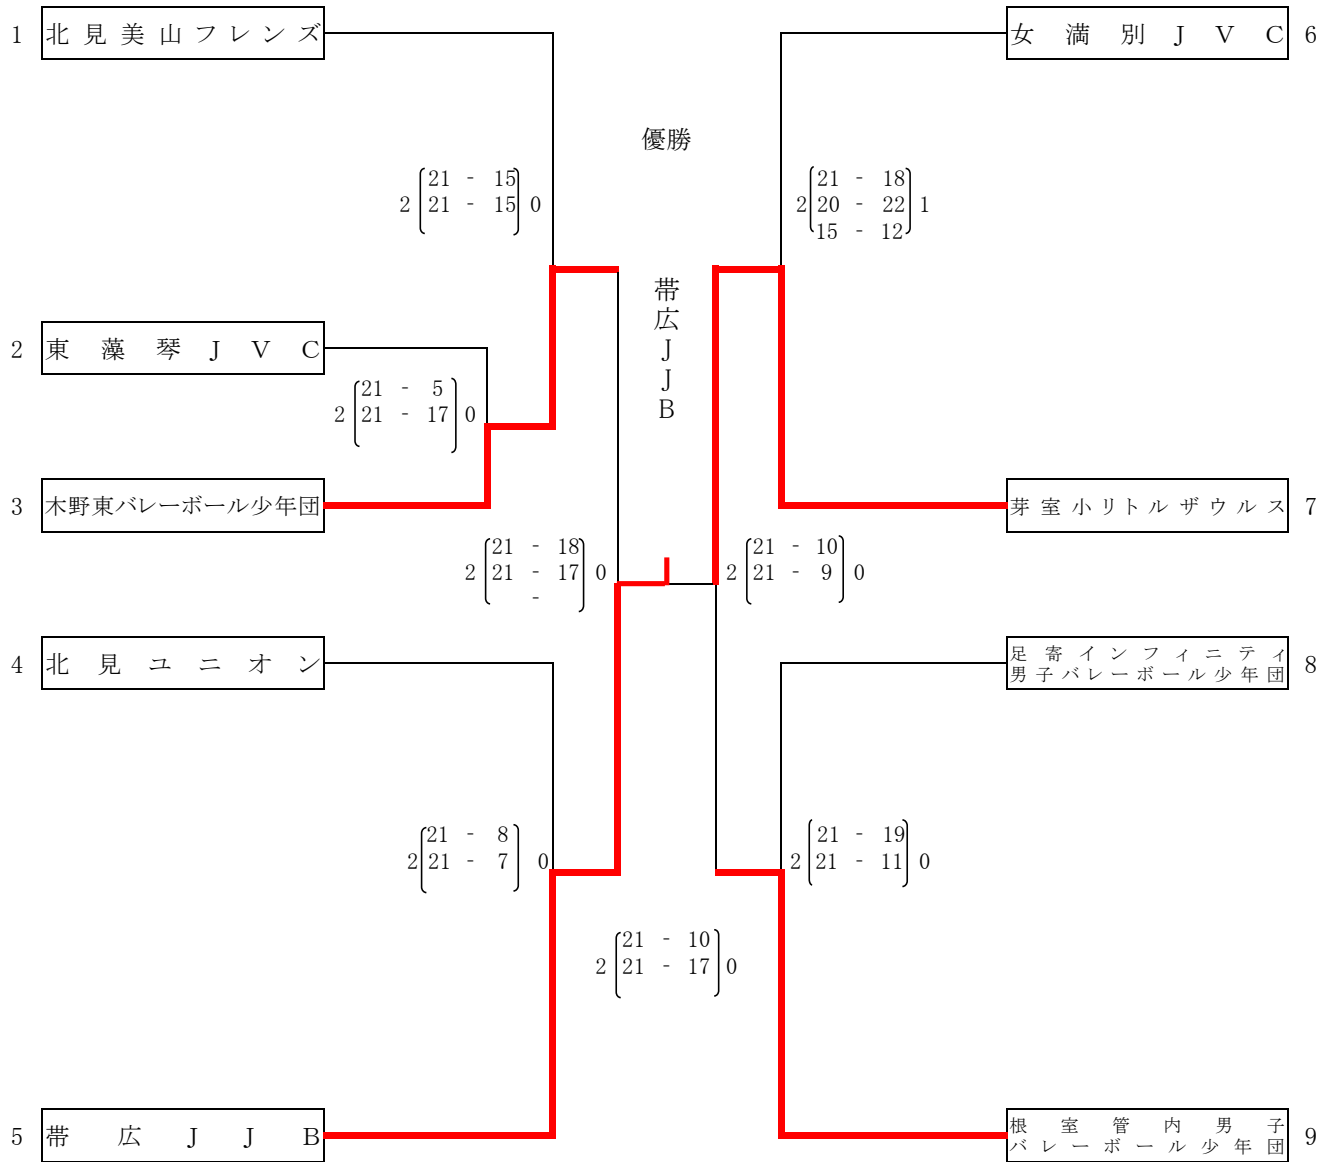 1 北見美山フレンズ
女満別JVC 6
優勝
21 - 15
2 21 - 15 0
21 - 18
2 20 - 22 1
15 - 12
帯広JJB
2 東藻琴JVC
21 - 5
2 21 - 17 0
3 木野東バレーボール少年団
芽室小リトルザウルス 7
21 - 18
2 21 - 17 0
-
21 - 10
2 21 - 9 0
4 北見ユニオン
足寄インフィニティ
男子バレーボール少年団 8
21 - 8
2 21 - 7 0
21 - 19
2 21 - 11 0
21 - 10
2 21 - 17 0
5 帯広JJB
根室管内男子
バレーボール少年団 9